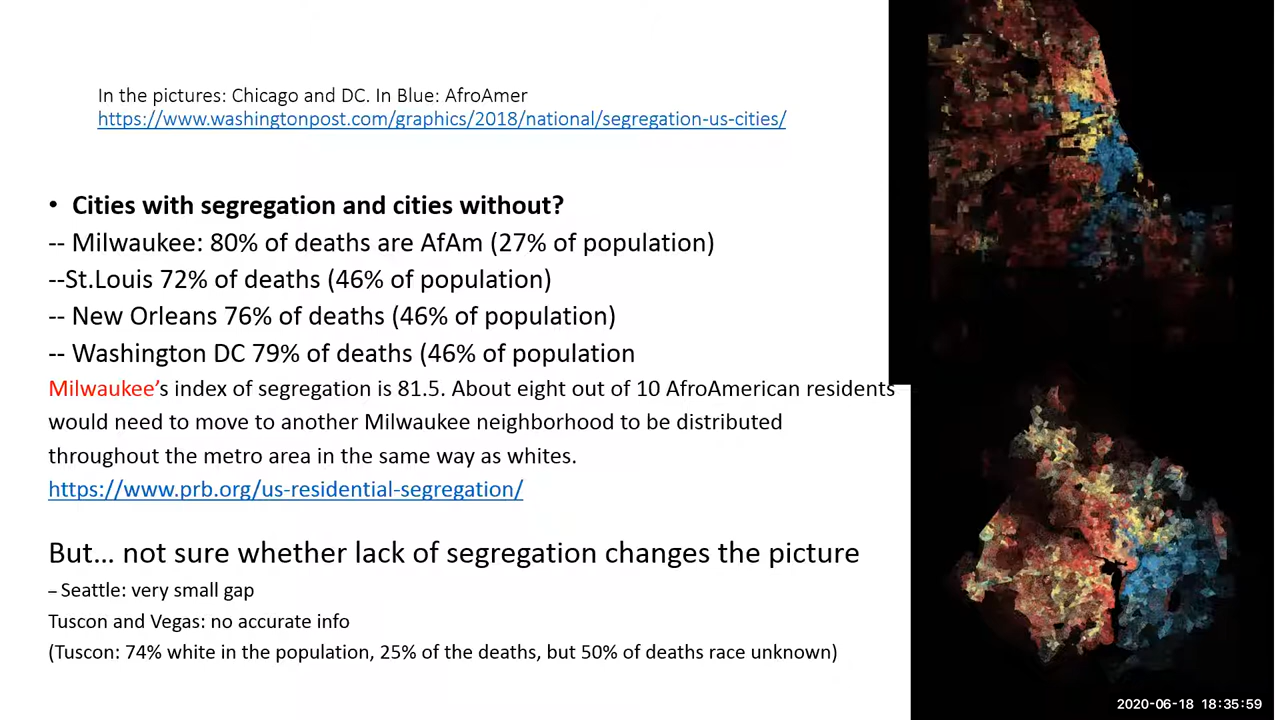 In the pictures: Chicago and DC. In Blue: AfroAmer
https://www.washingtonpost.com/graphics/2018/national/segregation-us-cities/
• Cities with segregation and cities without?
-- Milwaukee: 80% of deaths are AfAm (27% of population)
--St.Louis 72% of deaths (46% of population)
-- New Orleans 76% of deaths (46% of population)
-- Washington DC 79% of deaths (46% of population
Milwaukee’s index of segregation is 81.5. About eight out of 10 AfroAmerican residents
would need to move to another Milwaukee neighborhood to be distributed
throughout the metro area in the same way as whites.
https://www.prb.org/us-residential-segregation/
But… not sure whether lack of segregation changes the picture
– Seattle: very small gap
Tuscon and Vegas: no accurate info
(Tuscon: 74% white in the population, 25% of the deaths, but 50% of deaths race unknown)
2020-06-18 18:35:59